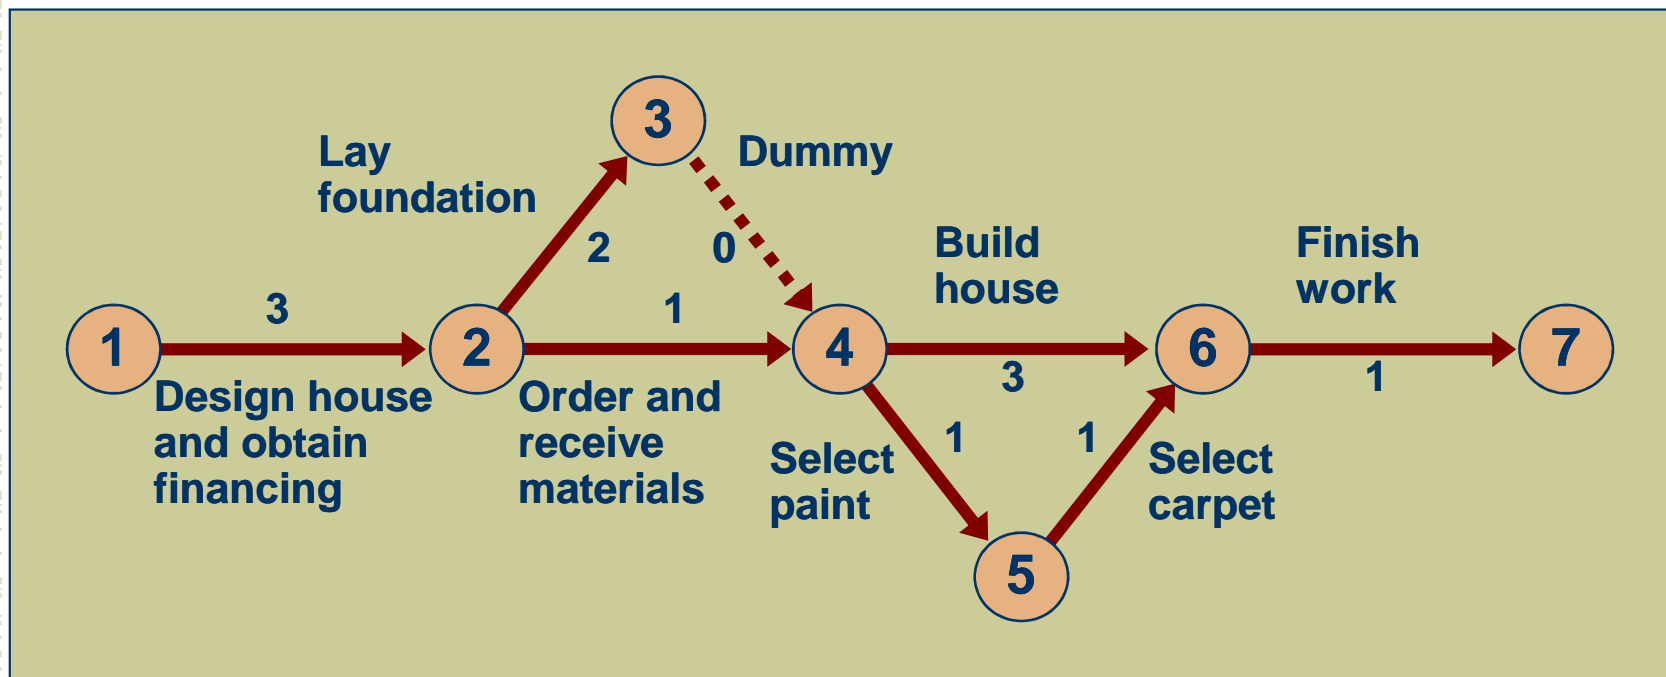 3
Lay
foundation
Dummy
2
0
Build
house
Finish
work
3
1
1
2
4
6
7
3
1
Design house
and obtain
financing
Order and
receive
materials
Select
paint
1
1
Select
carpet
5